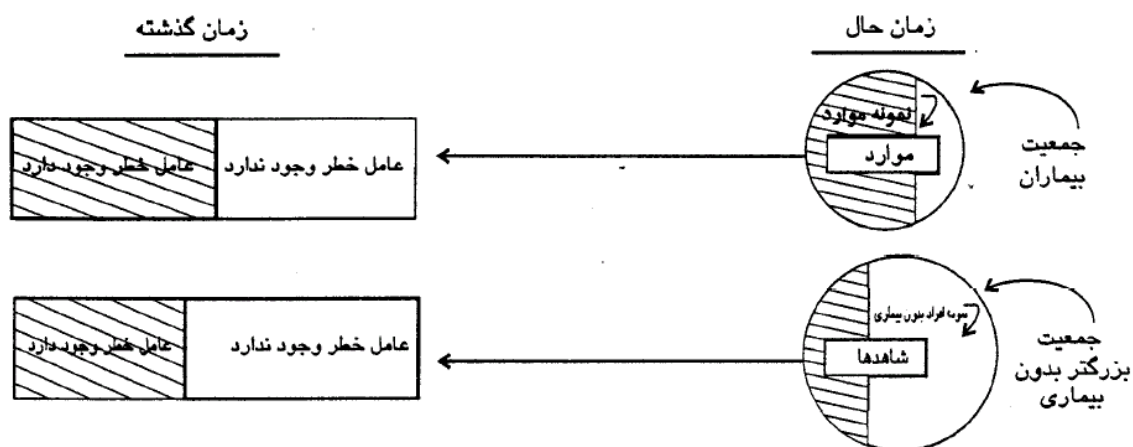 زمان حال
زمان گذشته
نمونه موارد
موارد
جمعیت
بیماران
عامل خطر وجود ندارد
عامل خطر وجود دارد
نمونه افراد بدون بیماری
شاهدها
جمعیت
بزرگتر بدون
بیماری
عامل خطر وجود ندارد
عامل خطر وجود دارد